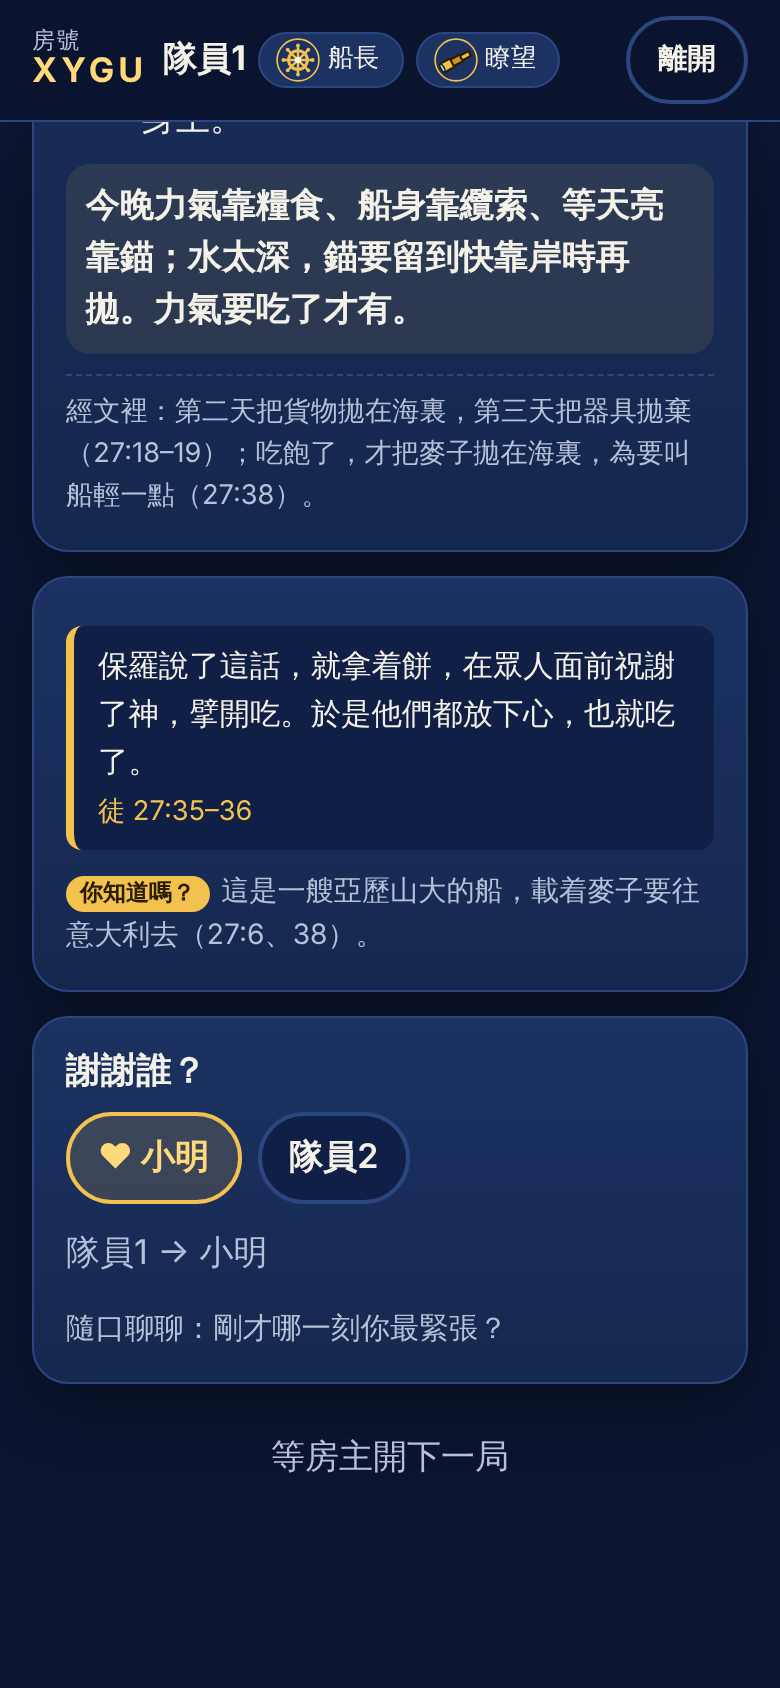 房號
XYGU
隊員1
船長
瞭望
離開
身上。
今晚力氣靠糧食、船身靠纜索、等天亮
靠錨；水太深，錨要留到快靠岸時再
拋。力氣要吃了才有。
經文裡：第二天把貨物拋在海裏，第三天把器具拋棄
（27:18–19）；吃飽了，才把麥子拋在海裏，為要叫
船輕一點（27:38）。
保羅說了這話，就拿着餅，在眾人面前祝謝
了神，擘開吃。於是他們都放下心，也就吃
了。
徒 27:35–36
你知道嗎？ 這是一艘亞歷山大的船，載着麥子要往
意大利去（27:6、38）。
謝謝誰？
♥ 小明
隊員2
隊員1 → 小明
隨口聊聊：剛才哪一刻你最緊張？
等房主開下一局